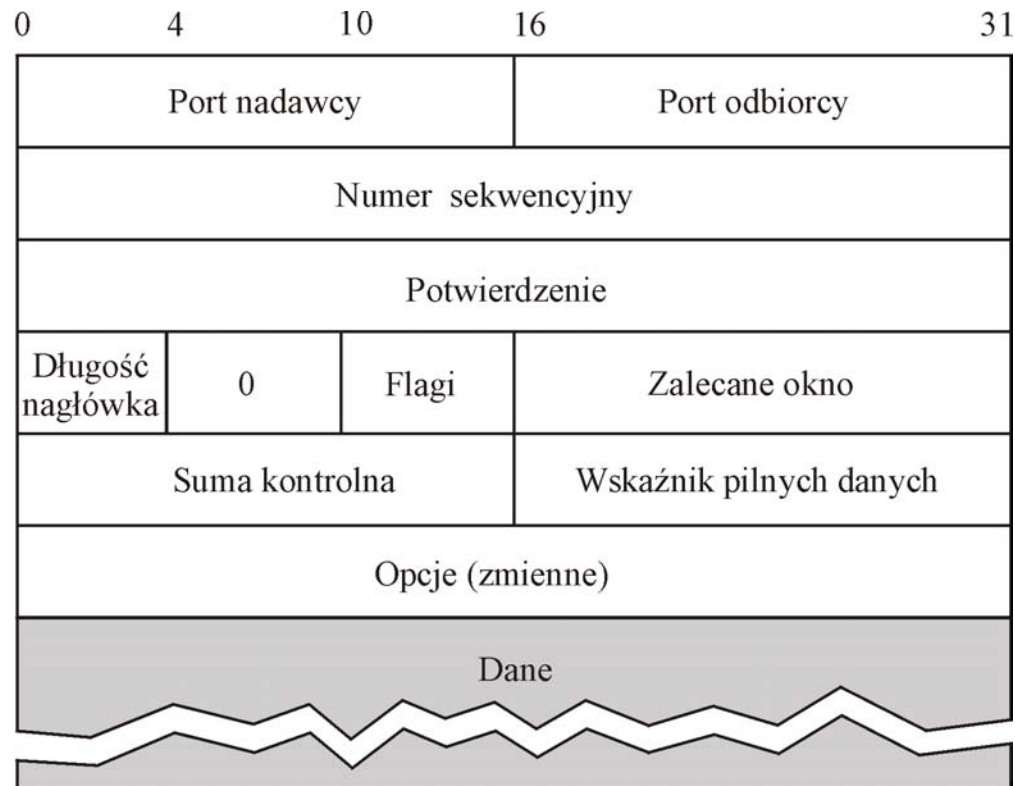 0 4 10 16 31
Port nadawcy Port odbiorcy
Numer sekwencyjny
Potwierdzenie
Długość
nagłówka
0 Flagi Zalecane okno
Suma kontrolna Wskaźnik pilnych danych
Opcje (zmienne)
Dane